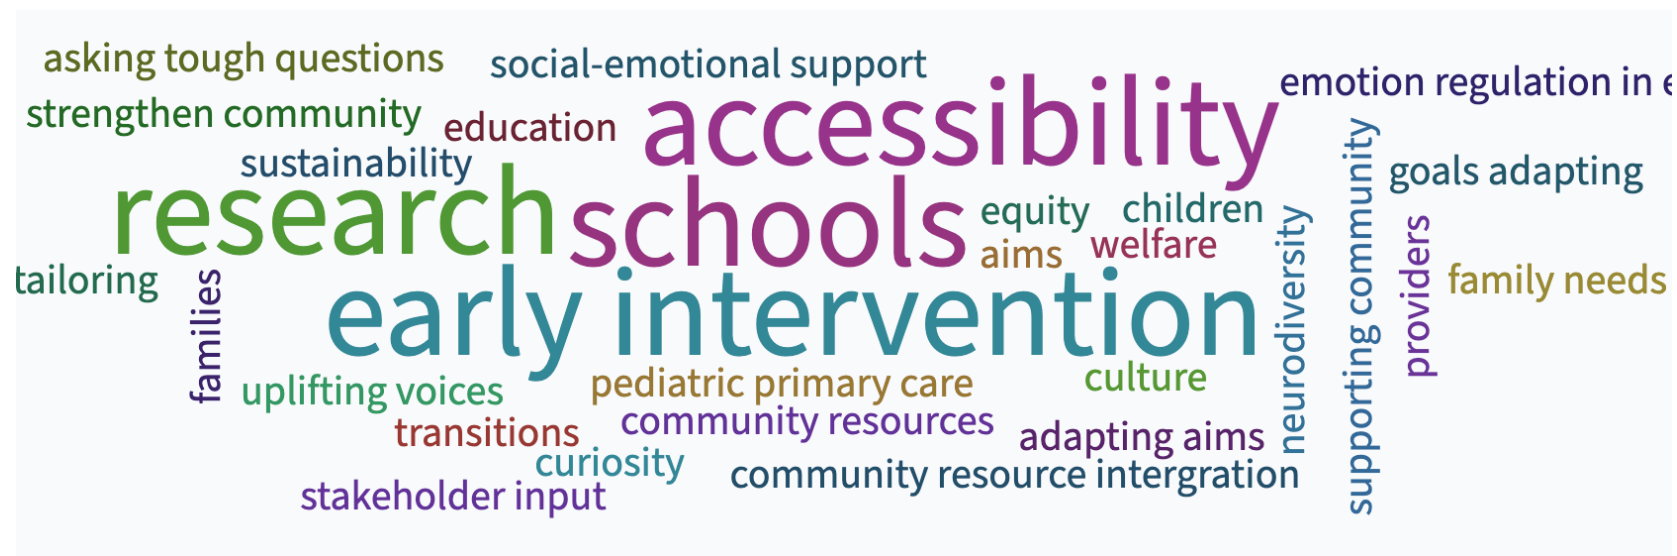 asking tough questions
social-emotional support
emotion regulation in e
strengthen community
education
accessibility
sustainability
goals adapting
research
schools
equity
children
aims
welfare
tailoring
families
early intervention
neurodiversity
supporting community
providers
family needs
uplifting voices
pediatric primary care
culture
transitions
community resources
adapting aims
curiosity
community resource intergration
stakeholder input